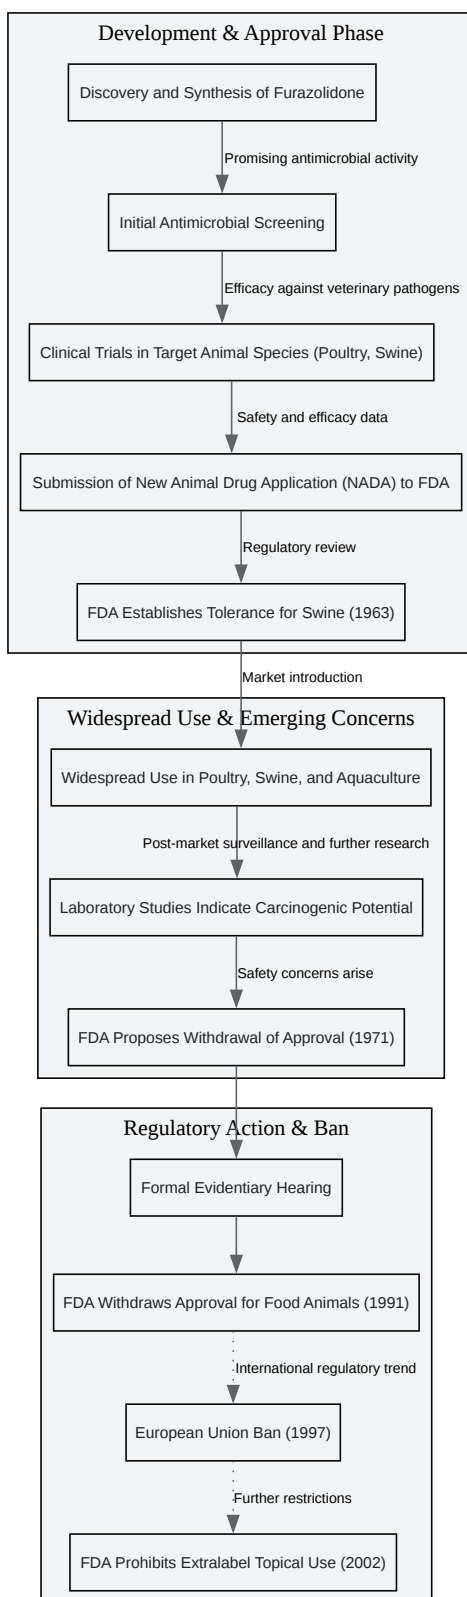 Development & Approval Phase
Discovery and Synthesis of Furazolidone
Promising antimicrobial activity
Initial Antimicrobial Screening
Efficacy against veterinary pathogens
Clinical Trials in Target Animal Species (Poultry, Swine)
Safety and efficacy data
Submission of New Animal Drug Application (NADA) to FDA
Regulatory review
FDA Establishes Tolerance for Swine (1963)
Market introduction
Widespread Use & Emerging Concerns
Widespread Use in Poultry, Swine, and Aquaculture
Post-market surveillance and further research
Laboratory Studies Indicate Carcinogenic Potential
Safety concerns arise
FDA Proposes Withdrawal of Approval (1971)
Regulatory Action & Ban
Formal Evidentiary Hearing
FDA Withdraws Approval for Food Animals (1991)
International regulatory trend
European Union Ban (1997)
Further restrictions
FDA Prohibits Extralabel Topical Use (2002)